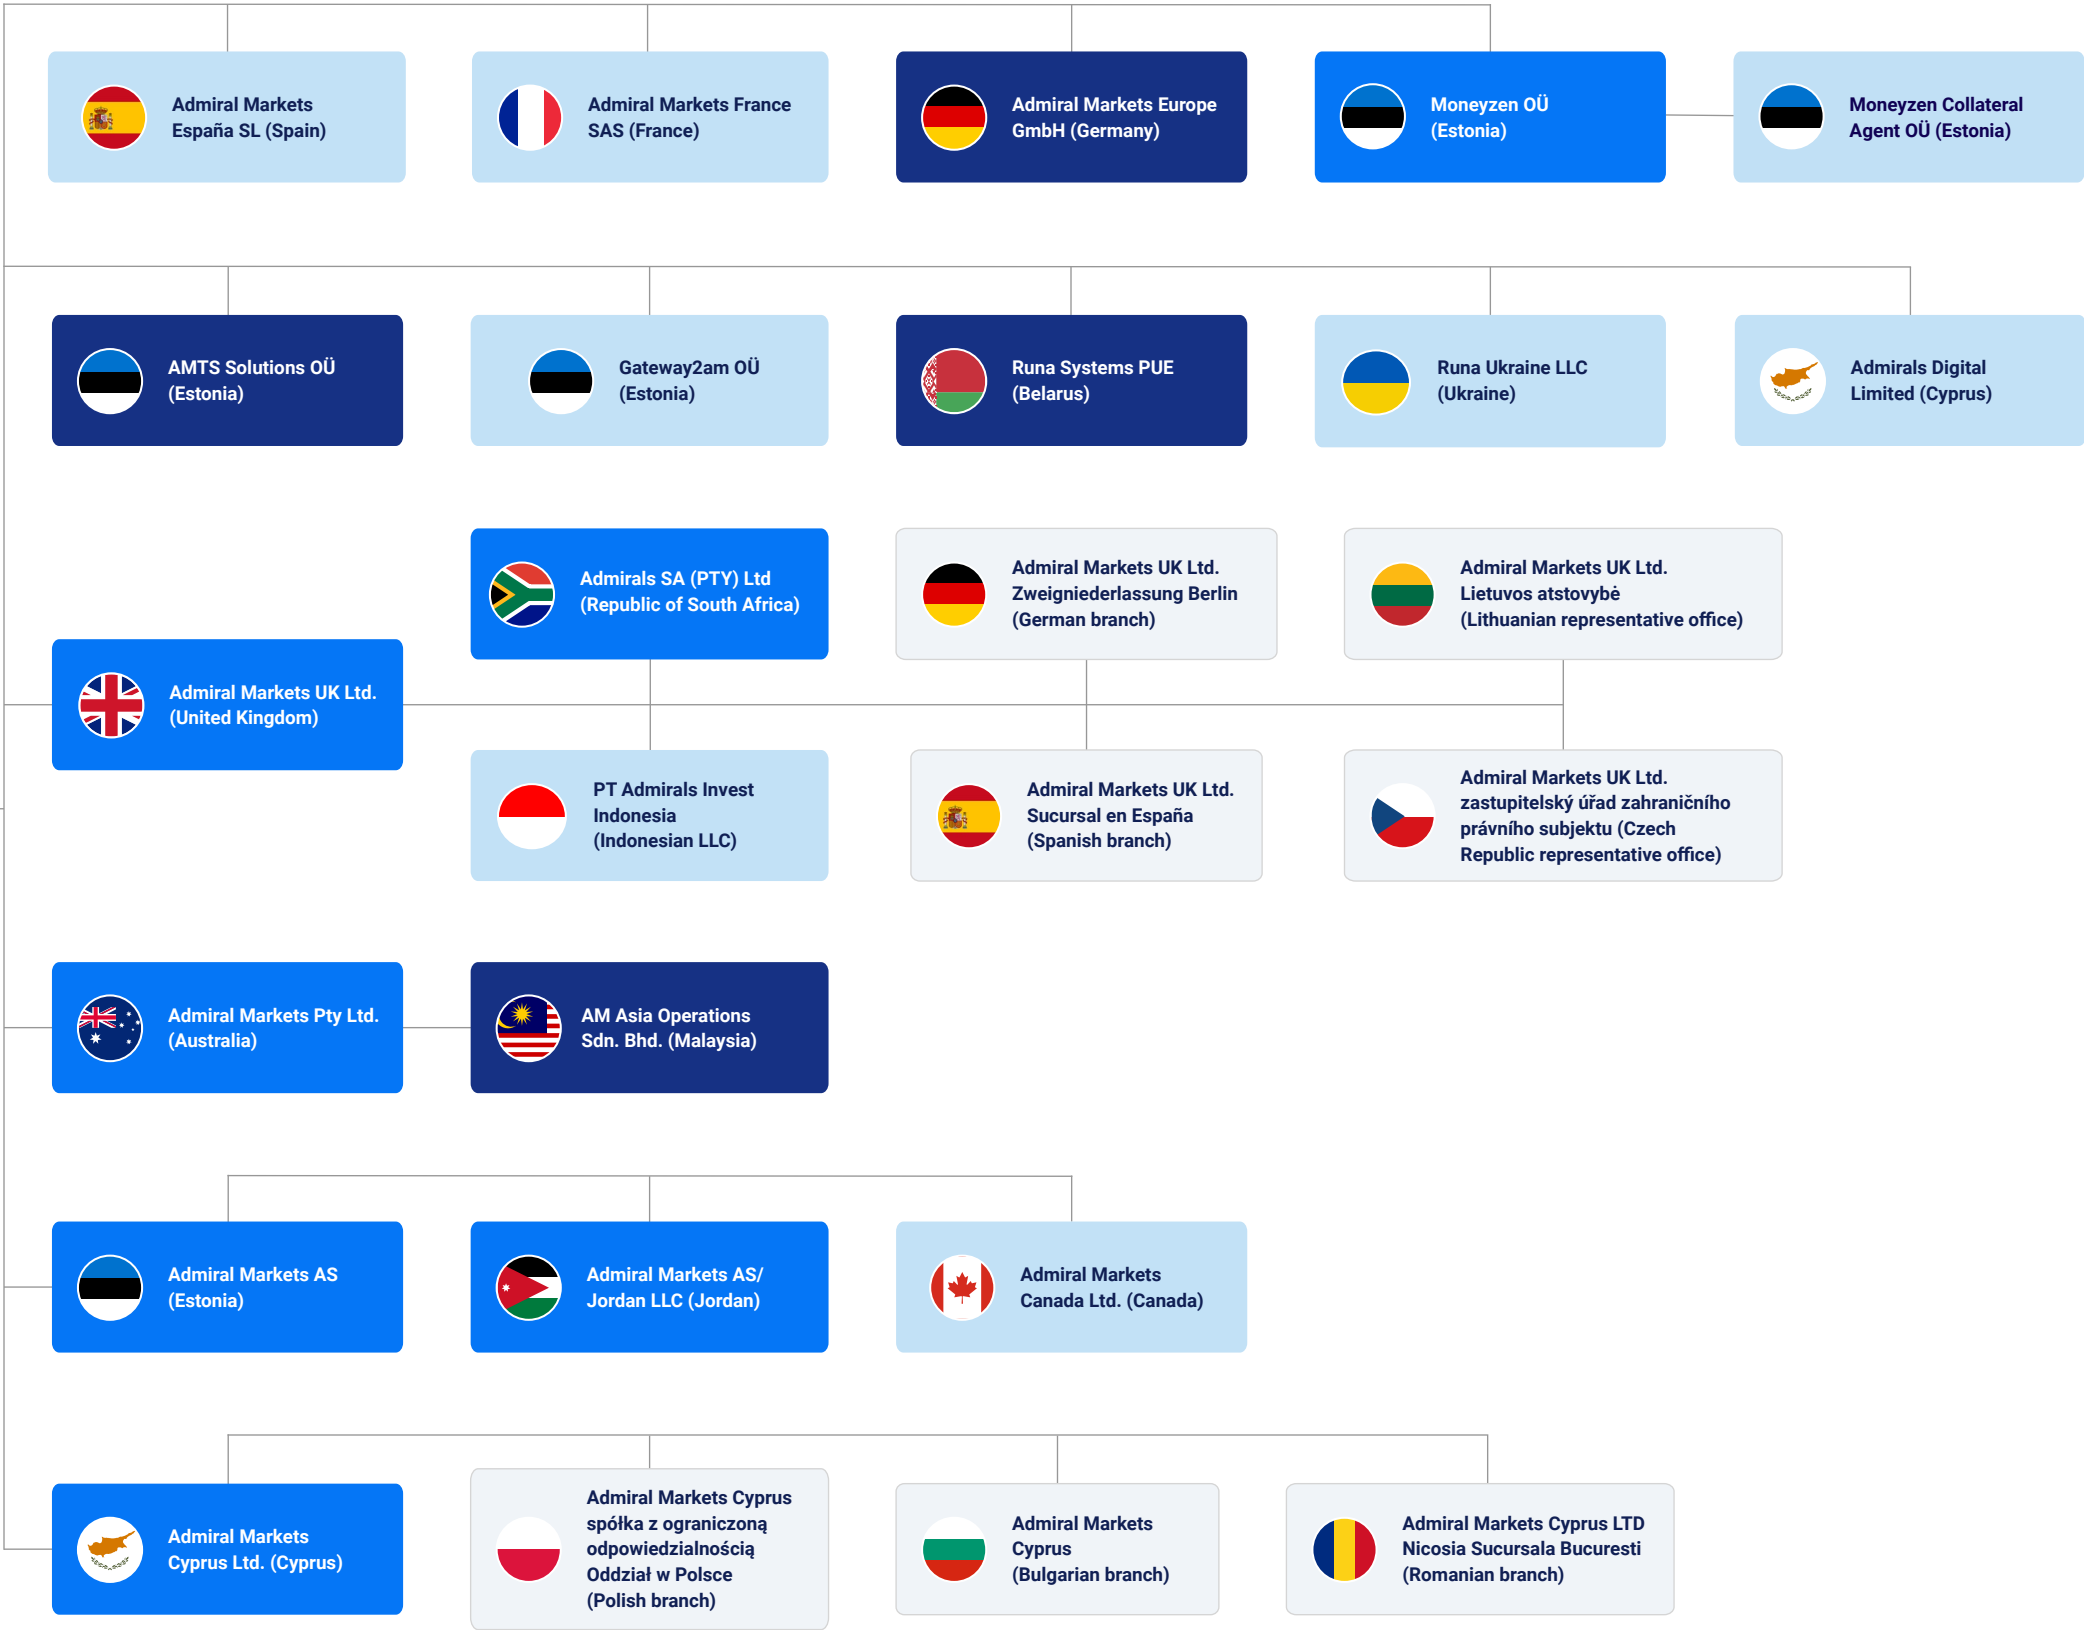 Admiral Markets
España SL (Spain)
Admiral Markets France
SAS (France)
Admiral Markets Europe
GmbH (Germany)
Moneyzen OÜ
(Estonia)
Moneyzen Collateral
Agent OÜ (Estonia)
AMTS Solutions OÜ
(Estonia)
Gateway2am OÜ
(Estonia)
Runa Systems PUE
(Belarus)
Runa Ukraine LLC
(Ukraine)
Admirals Digital
Limited (Cyprus)
Admirals SA (PTY) Ltd
(Republic of South Africa)
Admiral Markets UK Ltd.
Zweigniederlassung Berlin
(German branch)
Admiral Markets UK Ltd.
Lietuvos atstovybė
(Lithuanian representative office)
Admiral Markets UK Ltd.
(United Kingdom)
PT Admirals Invest
Indonesia
(Indonesian LLC)
Admiral Markets UK Ltd.
Sucursal en España
(Spanish branch)
Admiral Markets UK Ltd.
zastupitelský úřad zahraničního
právního subjektu (Czech
Republic representative office)
Admiral Markets Pty Ltd.
(Australia)
AM Asia Operations
Sdn. Bhd. (Malaysia)
Admiral Markets AS
(Estonia)
Admiral Markets AS/
Jordan LLC (Jordan)
Admiral Markets
Canada Ltd. (Canada)
Admiral Markets
Cyprus Ltd. (Cyprus)
Admiral Markets Cyprus
spółka z ograniczoną
odpowiedzialnością
Oddział w Polsce
(Polish branch)
Admiral Markets
Cyprus
(Bulgarian branch)
Admiral Markets Cyprus LTD
Nicosia Sucursala Bucuresti
(Romanian branch)